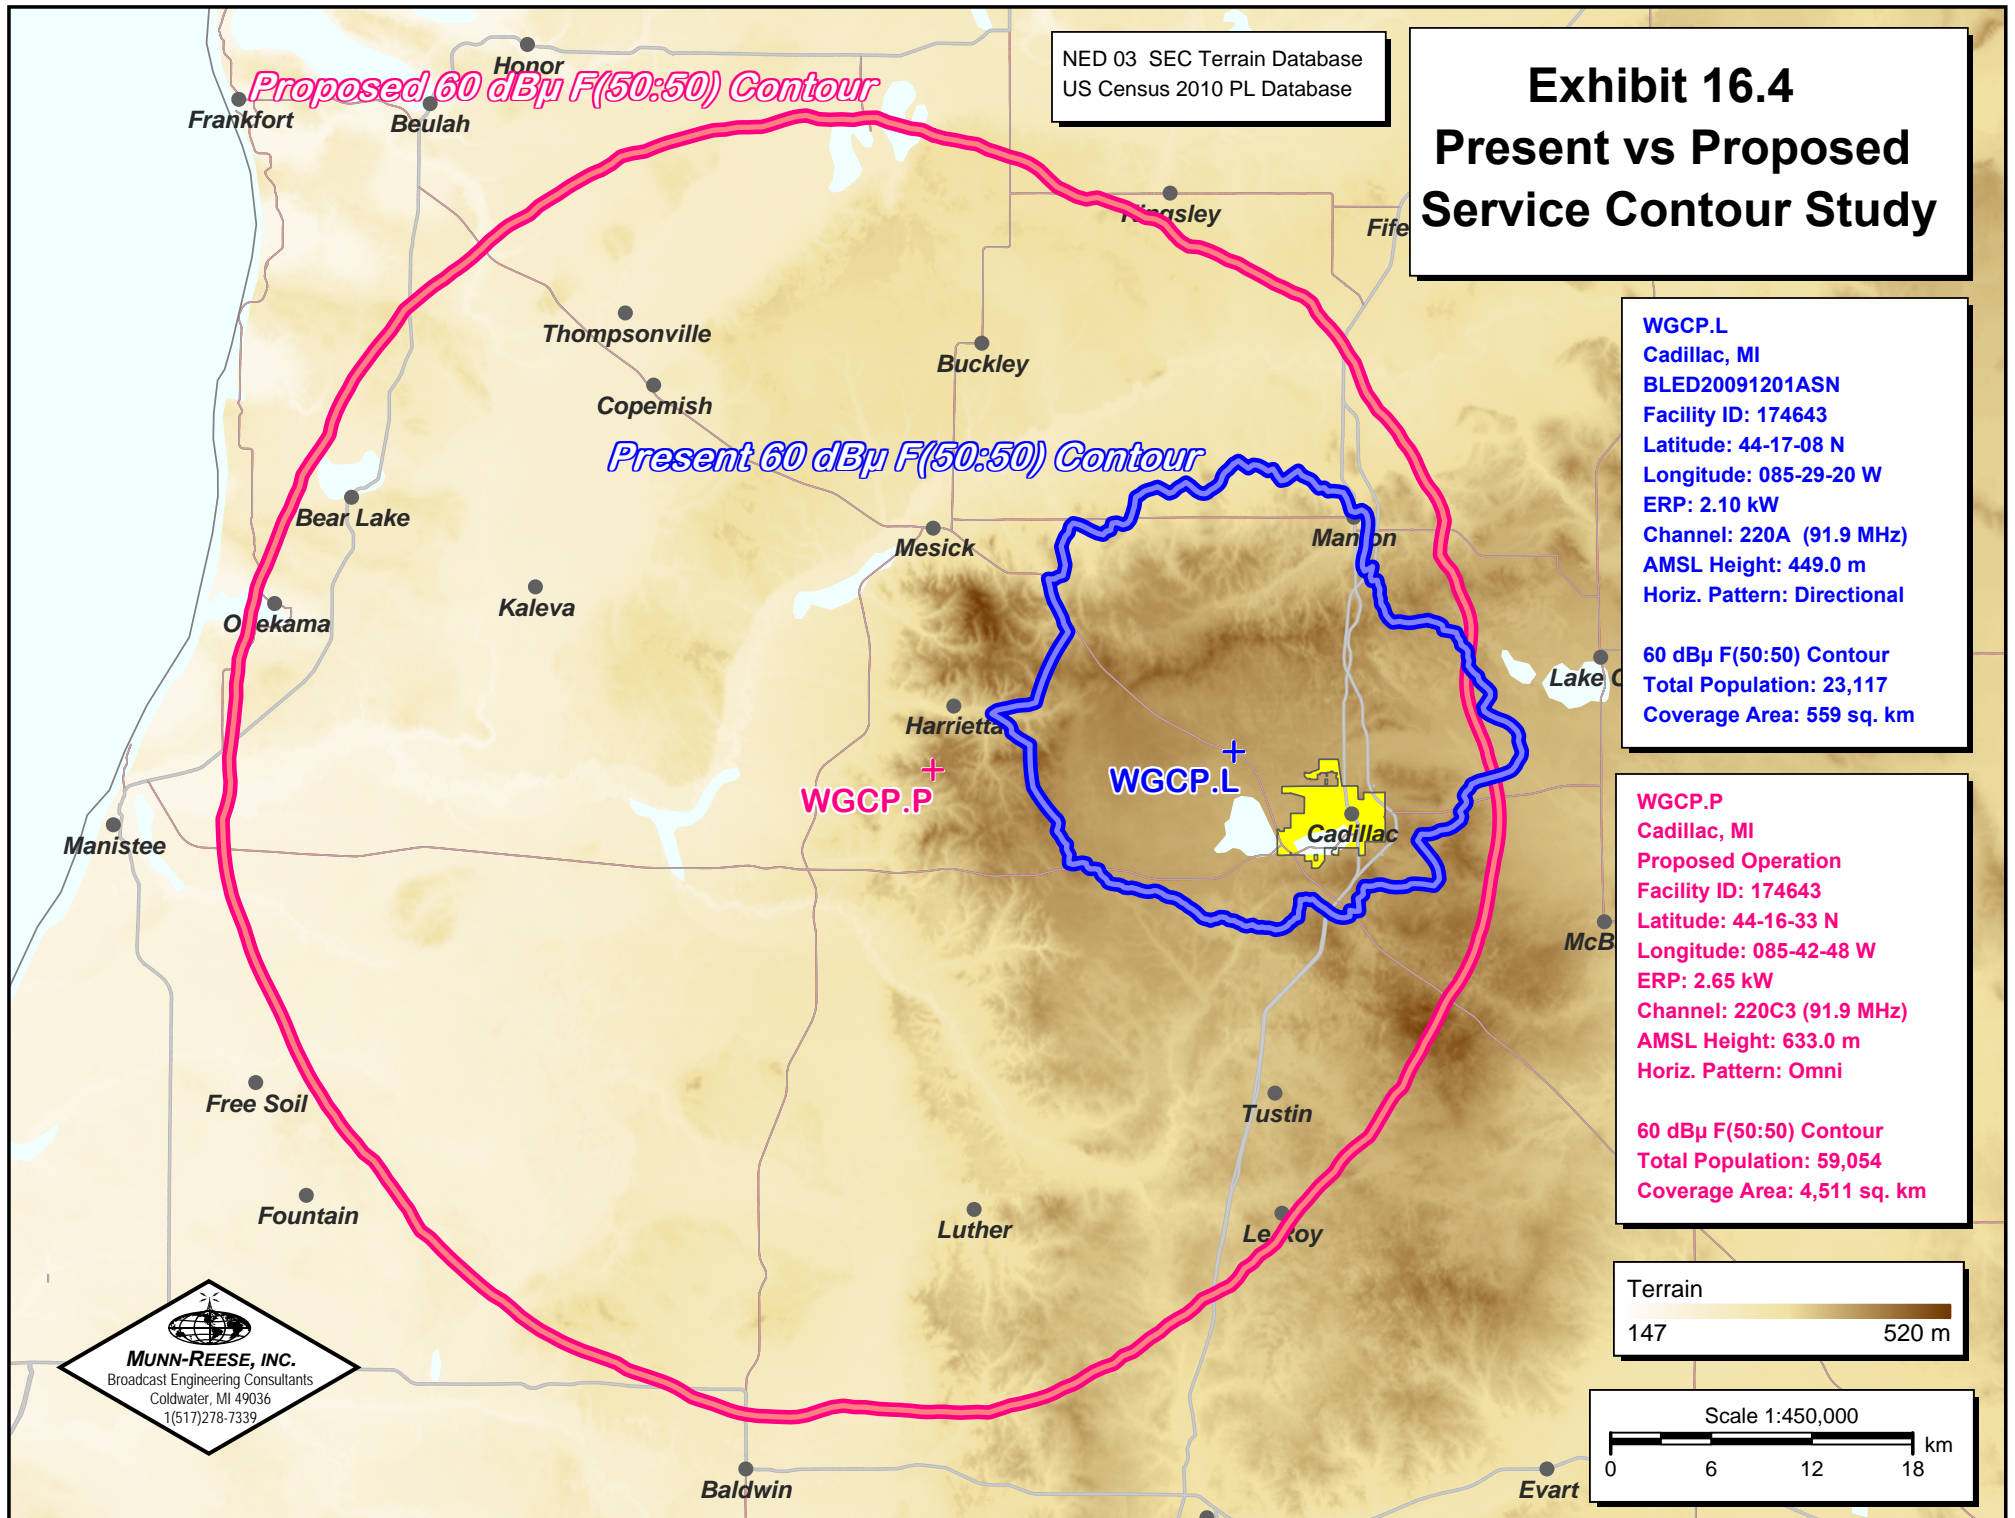 NED 03 SEC Terrain Database
US Census 2010 PL Database
Exhibit 16.4
Present vs Proposed
Service Contour Study
Honor
Proposed 60 dBµ F(50:50) Contour
Frankfort
Beulah
Kingsley
Fife
Thompsonville
Buckley
Copemish
Present 60 dBµ F(50:50) Contour
Bear Lake
Mesick
Manton
Kaleva
Onekama
Lake C
Harrietta
WGCP.L
WGCP.P
Cadillac
Manistee
McB
Free Soil
Tustin
Fountain
Luther
Le Roy
Baldwin
Evart
WGCP.L
Cadillac, MI
BLED20091201ASN
Facility ID: 174643
Latitude: 44-17-08 N
Longitude: 085-29-20 W
ERP: 2.10 kW
Channel: 220A (91.9 MHz)
AMSL Height: 449.0 m
Horiz. Pattern: Directional
60 dBµ F(50:50) Contour
Total Population: 23,117
Coverage Area: 559 sq. km
WGCP.P
Cadillac, MI
Proposed Operation
Facility ID: 174643
Latitude: 44-16-33 N
Longitude: 085-42-48 W
ERP: 2.65 kW
Channel: 220C3 (91.9 MHz)
AMSL Height: 633.0 m
Horiz. Pattern: Omni
60 dBµ F(50:50) Contour
Total Population: 59,054
Coverage Area: 4,511 sq. km
Terrain
147 520 m
Scale 1:450,000
km
0 6 12 18
MUNN-REESE, INC.
Broadcast Engineering Consultants
Coldwater, MI 49036
1(517)278-7339